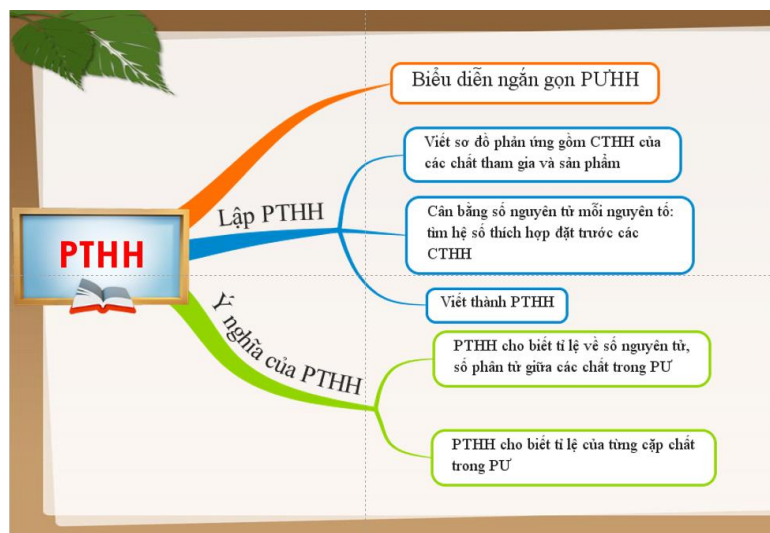 PTHH
Biểu diễn ngắn gọn PƯHH
Lập PTHH
Viết sơ đồ phản ứng gồm CTHH của
các chất tham gia và sản phẩm
Cân bằng số nguyên tử mỗi nguyên tố:
tìm hệ số thích hợp đặt trước các
CTHH
Viết thành PTHH
Ý nghĩa của PTHH
PTHH cho biết tỉ lệ về số nguyên tử,
số phân tử giữa các chất trong PƯ
PTHH cho biết tỉ lệ của từng cặp chất
trong PƯ